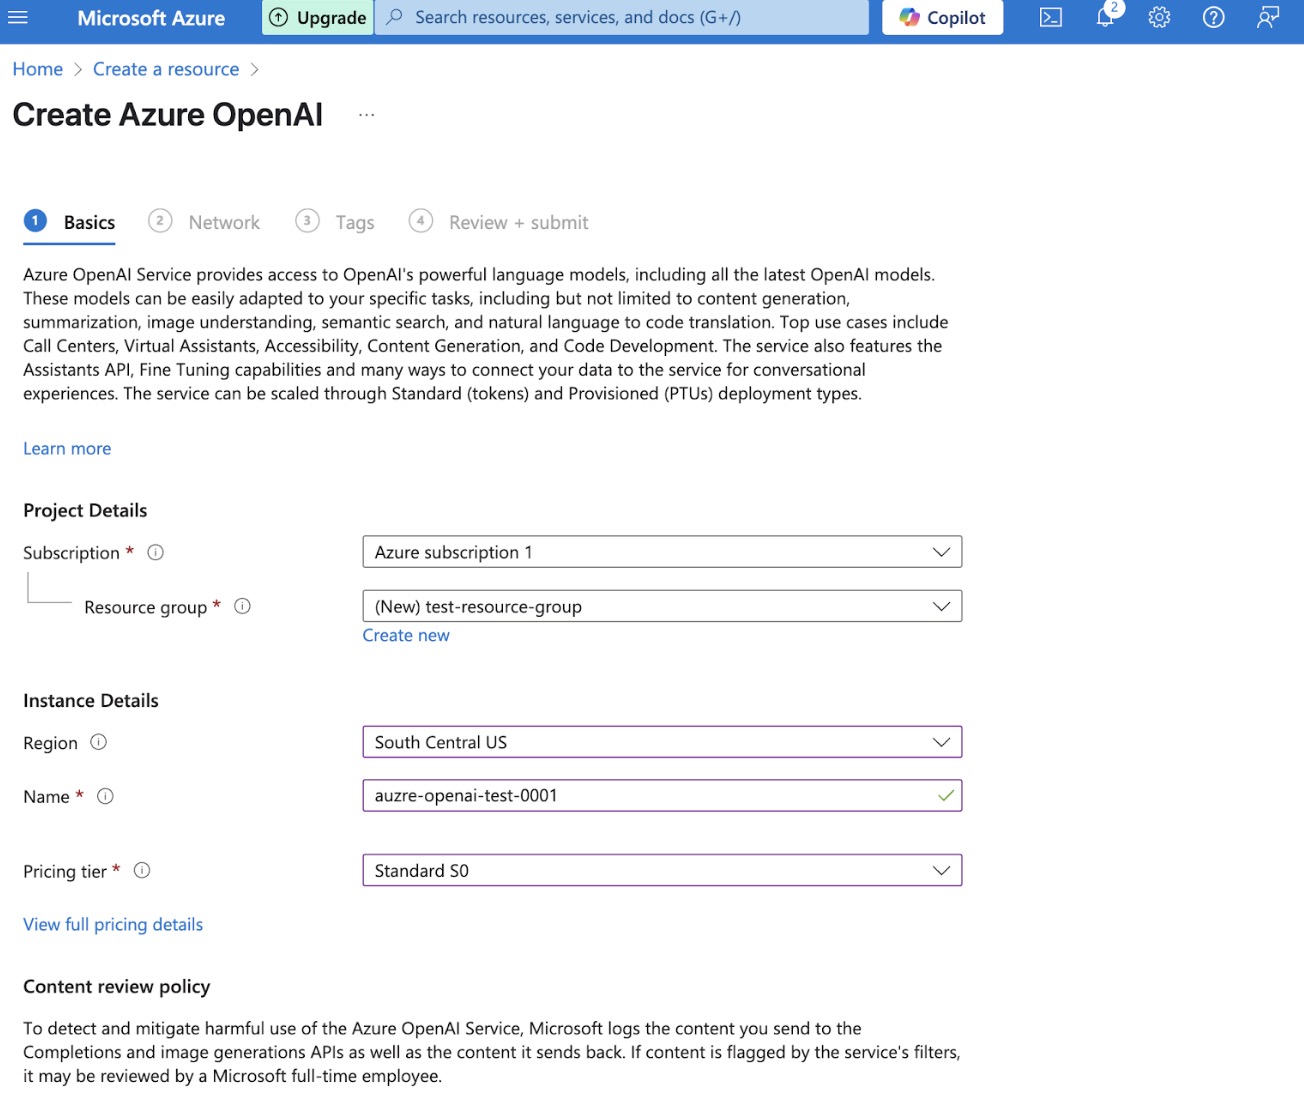 Microsoft Azure
Upgrade
Search resources, services, and docs (G+/)
Copilot
2
Home > Create a resource >
Create Azure OpenAI ...
1 Basics 2 Network 3 Tags 4 Review + submit
Azure OpenAI Service provides access to OpenAI's powerful language models, including all the latest OpenAI models.
These models can be easily adapted to your specific tasks, including but not limited to content generation,
summarization, image understanding, semantic search, and natural language to code translation. Top use cases include
Call Centers, Virtual Assistants, Accessibility, Content Generation, and Code Development. The service also features the
Assistants API, Fine Tuning capabilities and many ways to connect your data to the service for conversational
experiences. The service can be scaled through Standard (tokens) and Provisioned (PTUs) deployment types.
Learn more
Project Details
Subscription * Azure subscription 1
Resource group * (New) test-resource-group
Create new
Instance Details
Region South Central US
Name * auzre-openai-test-0001
Pricing tier * Standard S0
View full pricing details
Content review policy
To detect and mitigate harmful use of the Azure OpenAI Service, Microsoft logs the content you send to the
Completions and image generations APIs as well as the content it sends back. If content is flagged by the service's filters,
it may be reviewed by a Microsoft full-time employee.